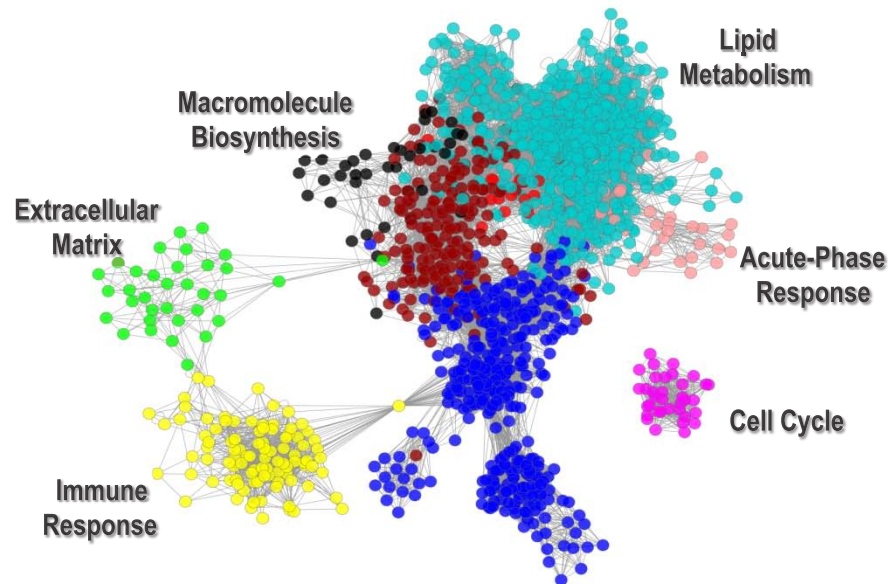 Lipid
Metabolism
Macromolecule
Biosynthesis
Extracellular
Matrix
Acute-Phase
Response
Cell Cycle
Immune
Response